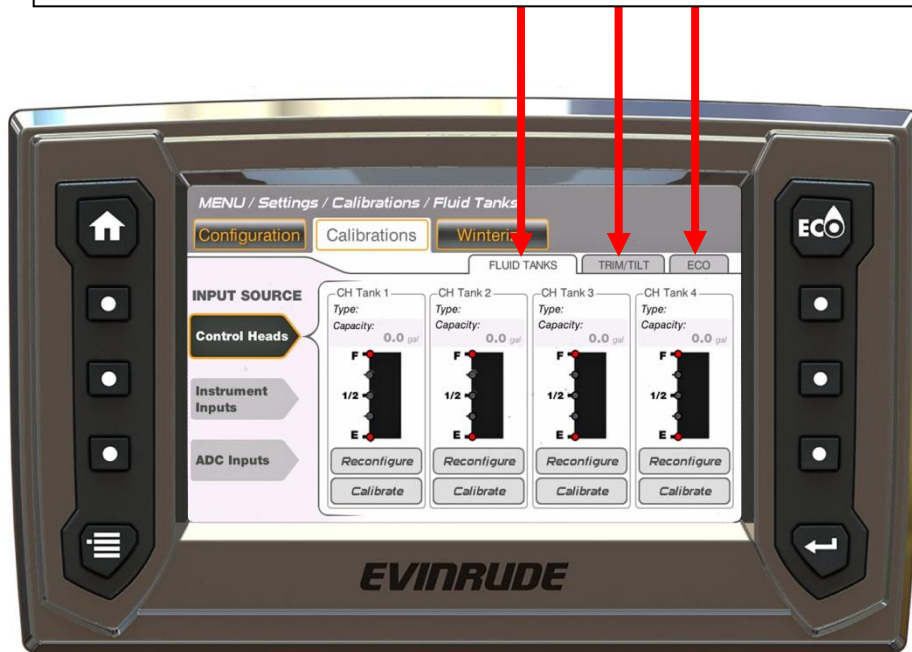 MENU / Settings / Calibrations / Fluid Tanks
Configuration Calibrations
FLUID TANKS TRIM/TILT ECO
INPUT SOURCE
Control Heads
Instrument
Inputs
ADC Inputs
CH Tank 1
Type:
Capacity:
0.0 gal
F
1/2
E
Reconfigure
Calibrate
CH Tank 2
Type:
Capacity:
0.0 gal
F
1/2
E
Reconfigure
Calibrate
CH Tank 3
Type:
Capacity:
0.0 gal
F
1/2
E
Reconfigure
Calibrate
CH Tank 4
Type:
Capacity:
0.0 gal
F
1/2
E
Reconfigure
Calibrate
ECO
EVINRUDE